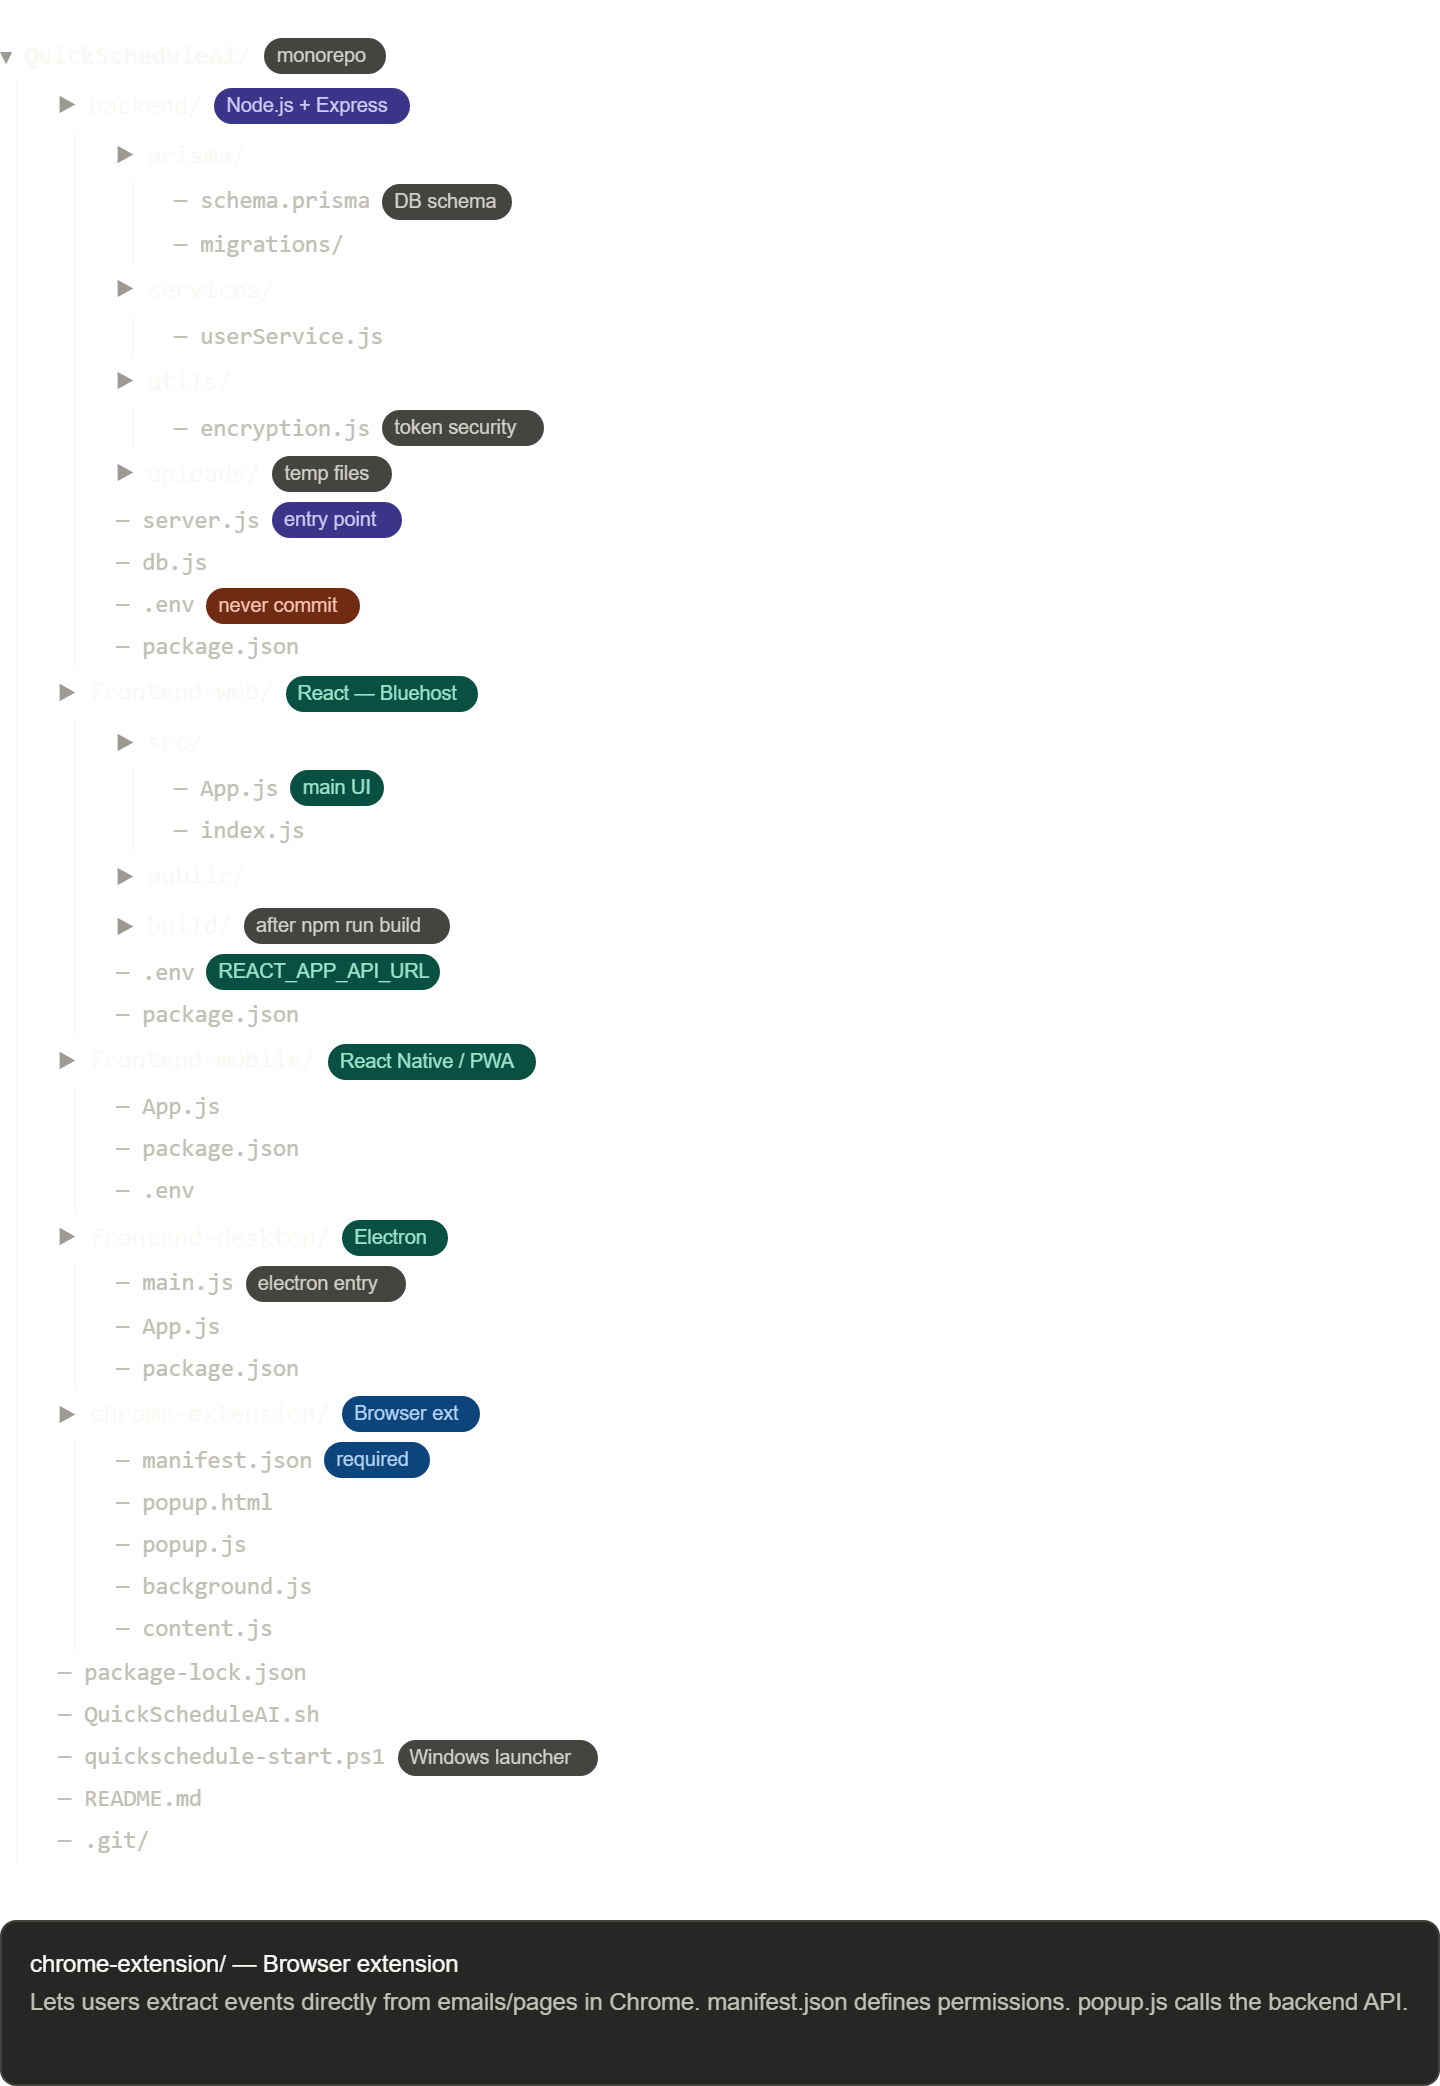 ▼ QuickScheduleAI/ monorepo
▶ backend/ Node.js + Express
▶ prisma/
— schema.prisma DB schema
— migrations/
▶ services/
— userService.js
▶ utils/
— encryption.js token security
▶ uploads/ temp files
— server.js entry point
— db.js
— .env never commit
— package.json
▶ frontend-web/ React — Bluehost
▶ src/
— App.js main UI
— index.js
▶ public/
▶ build/ after npm run build
— .env REACT_APP_API_URL
— package.json
▶ frontend-mobile/ React Native / PWA
— App.js
— package.json
— .env
▶ frontend-desktop/ Electron
— main.js electron entry
— App.js
— package.json
▶ chrome-extension/ Browser ext
— manifest.json required
— popup.html
— popup.js
— background.js
— content.js
— package-lock.json
— QuickScheduleAI.sh
— quickschedule-start.ps1 Windows launcher
— README.md
— .git/
chrome-extension/ — Browser extension
Lets users extract events directly from emails/pages in Chrome. manifest.json defines permissions. popup.js calls the backend API.